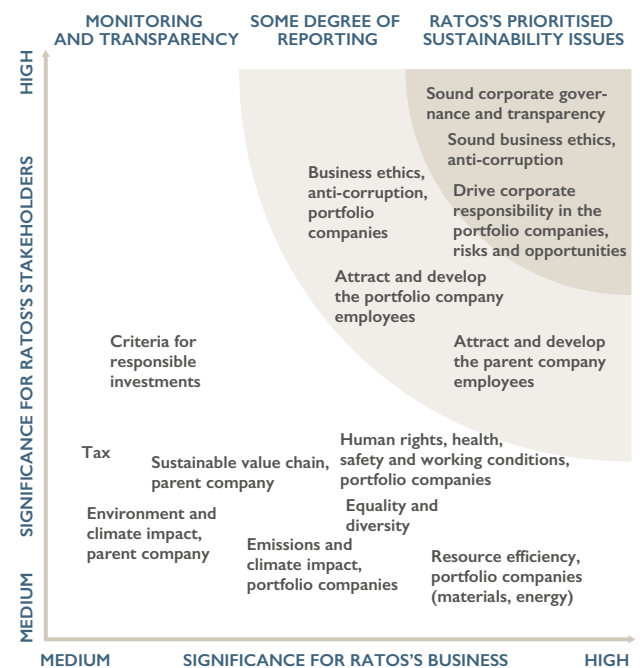 MONITORING
AND TRANSPARENCY
SOME DEGREE OF
REPORTING
RATOS'S PRIORITISED
SUSTAINABILITY ISSUES
HIGH
SIGNIFICANCE FOR RATOS'S STAKEHOLDERS
MEDIUM
Sound corporate gover-
nance and transparency
Sound business ethics,
anti-corruption
Business ethics,
anti-corruption,
portfolio
companies
Drive corporate
responsibility in the
portfolio companies,
risks and opportunities
Attract and develop
the portfolio company
employees
Criteria for
responsible
investments
Attract and develop
the parent company
employees
Tax
Sustainable value chain,
parent company
Human rights, health,
safety and working conditions,
portfolio companies
Environment and
climate impact,
parent company
Equality and
diversity
Emissions and
climate impact,
portfolio companies
Resource efficiency,
portfolio companies
(materials, energy)
MEDIUM
SIGNIFICANCE FOR RATOS'S BUSINESS
HIGH